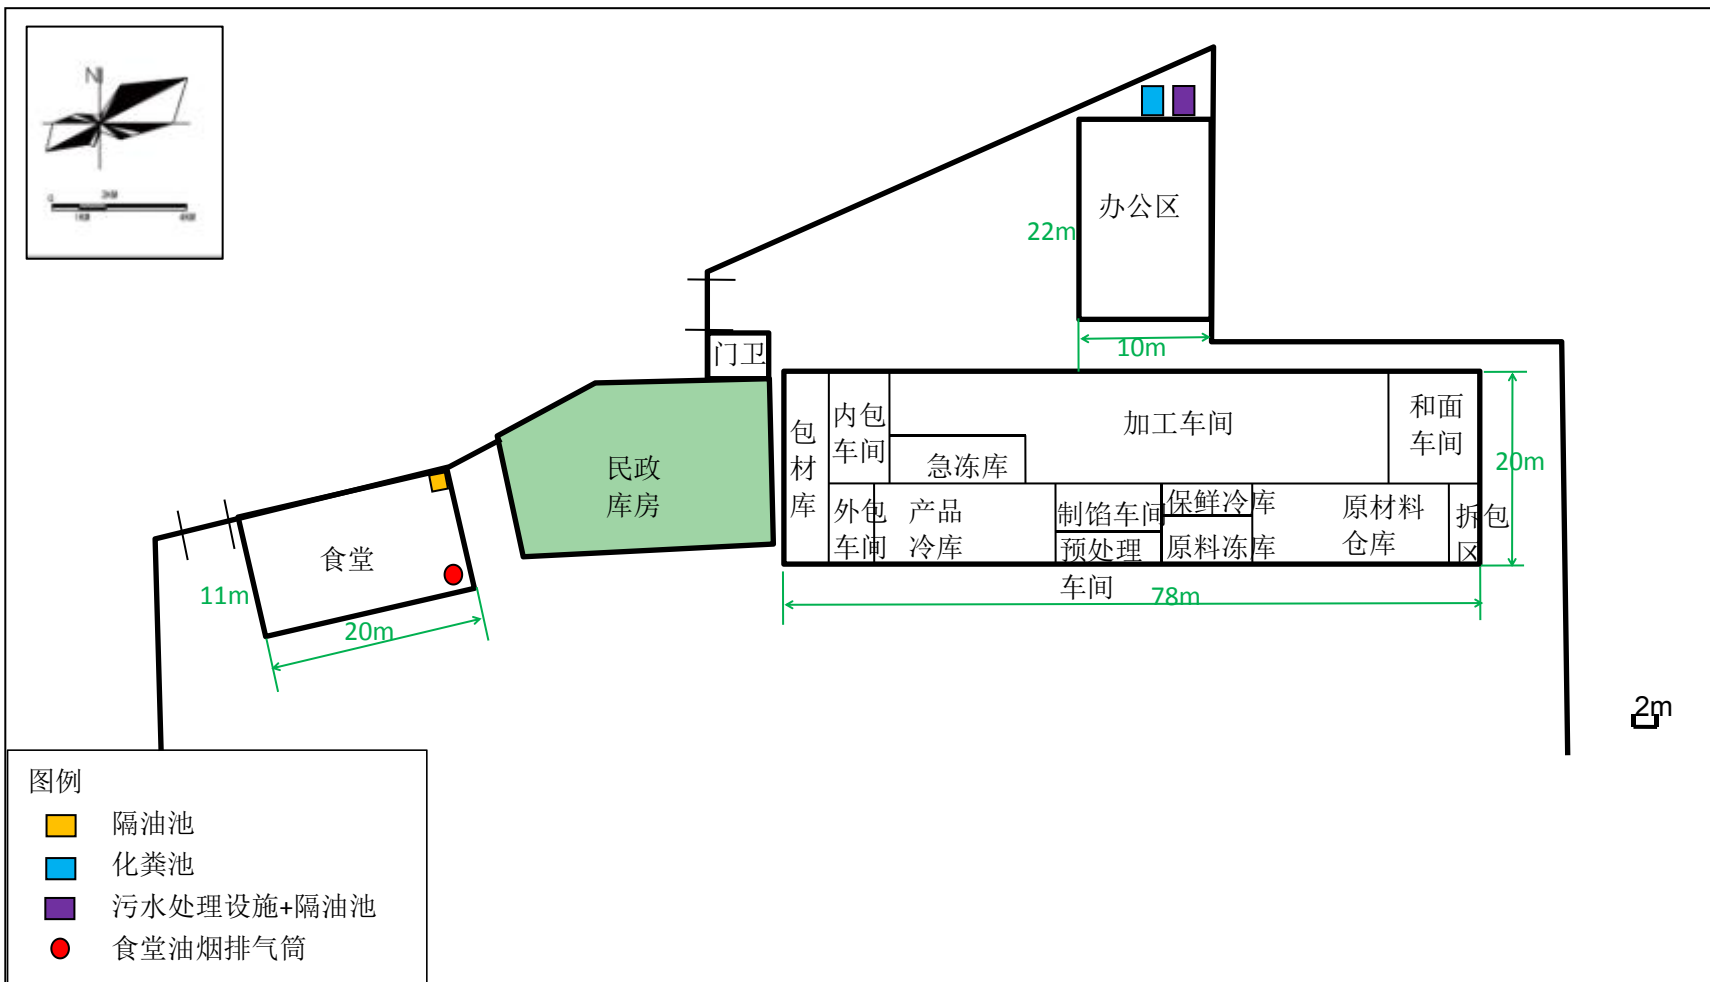 N
0
3KM
1KM
4KM
办公区
22m
10m
门卫
民政
库房
食堂
11m
20m
包
材
库
内包
车间
急冻库
加工车间
和面
车间
外包
车间
产品
冷库
制馅车间
预处理
车间
保鲜冷库
原料冻库
原材料
仓库
拆包
区
20m
78m
2m
图例
隔油池
化粪池
污水处理设施+隔油池
食堂油烟排气筒